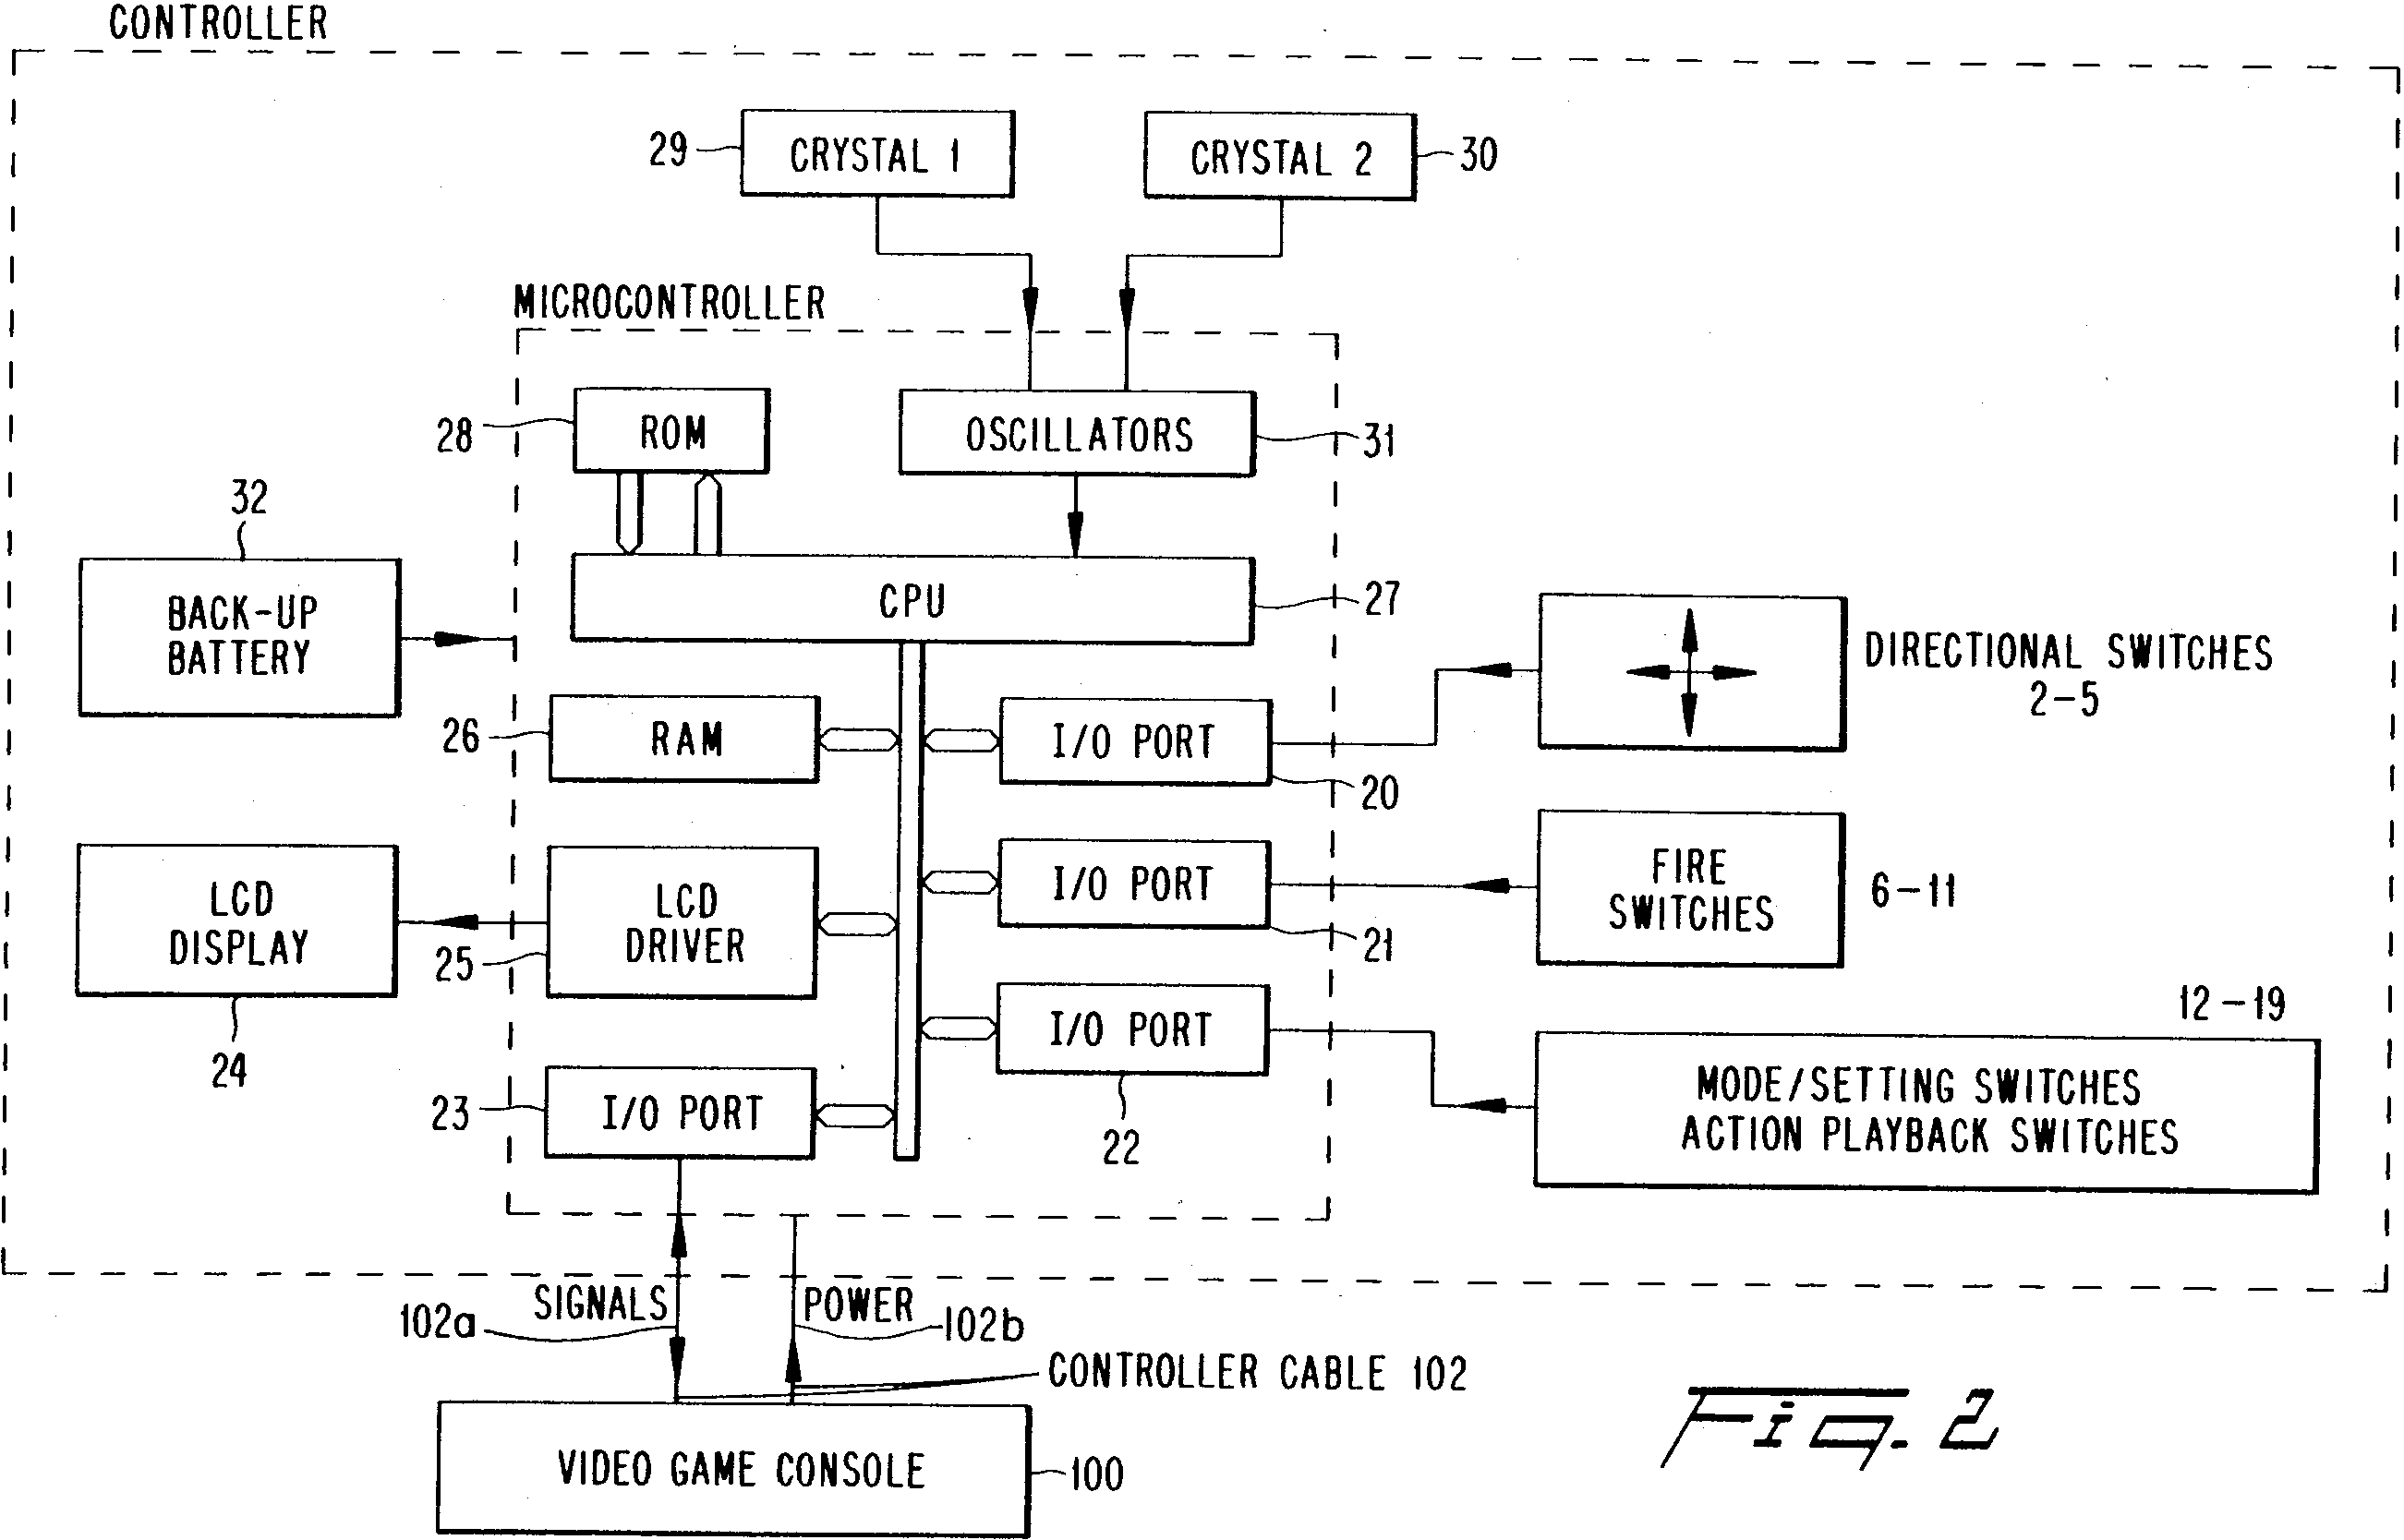 CONTROLLER
29
CRYSTAL 1
CRYSTAL 2
30
MICROCONTROLLER
28
ROM
OSCILLATORS
31
32
BACK-UP
BATTERY
CPU
27
DIRECTIONAL SWITCHES
2-5
26
RAM
I/O PORT
20
LCD
DISPLAY
24
25
LCD
DRIVER
I/O PORT
21
FIRE
SWITCHES
6-11
I/O PORT
22
12-19
MODE/SETTING SWITCHES
ACTION PLAYBACK SWITCHES
23
I/O PORT
SIGNALS
102a
POWER
102b
CONTROLLER CABLE 102
VIDEO GAME CONSOLE
100
Fig. 2